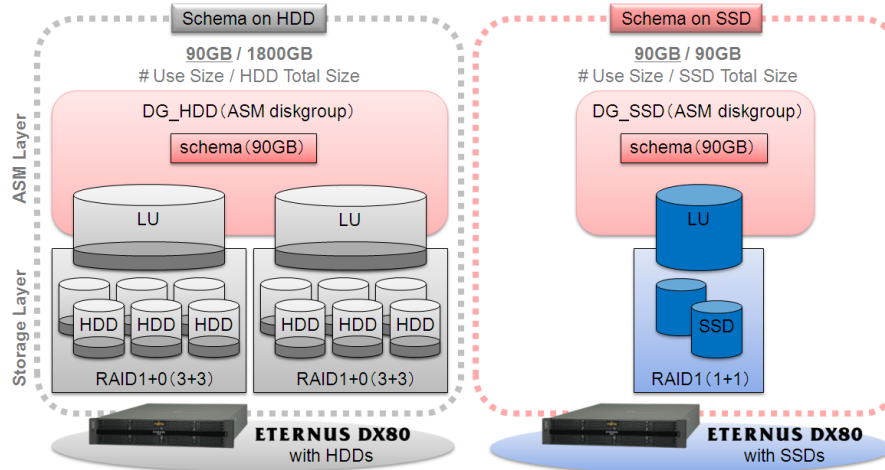 Schema on HDD
90GB / 1800GB
# Use Size / HDD Total Size
DG_HDD(ASM diskgroup)
schema(90GB)
LU
LU
HDD
HDD
HDD
HDD
HDD
HDD
RAID1+0(3+3)
RAID1+0(3+3)
ETERNUS DX80
with HDDs
ASM Layer
Storage Layer
Schema on SSD
90GB / 90GB
# Use Size / SSD Total Size
DG_SSD(ASM diskgroup)
schema(90GB)
LU
SSD
RAID1(1+1)
ETERNUS DX80
with SSDs